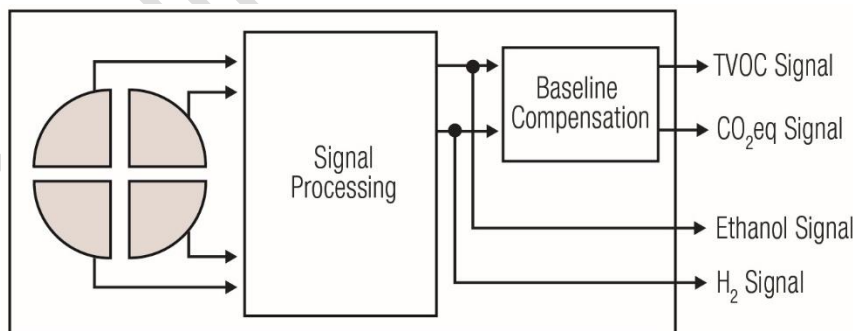 Signal
Processing
Baseline
Compensation
TVOC Signal
CO₂eq Signal
Ethanol Signal
H₂ Signal